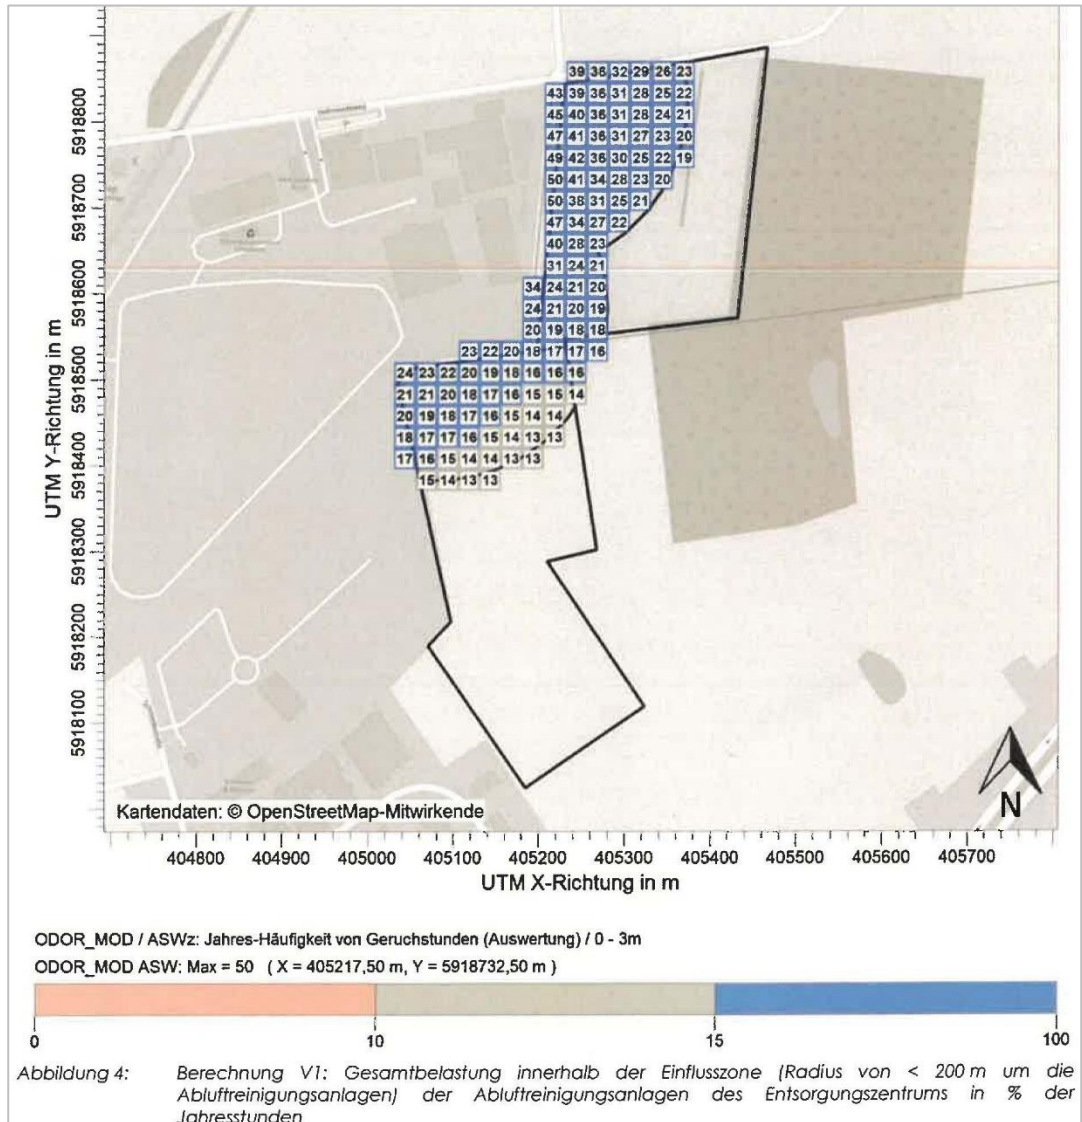 39 38 32 29 26 23
43 39 36 31 28 25 22
45 40 36 31 28 24 21
47 41 36 31 27 23 20
49 42 36 30 25 22 19
50 41 34 28 23 20
50 38 31 25 21
47 34 27 22
40 28 23
31 24 21
34 24 21 20
24 21 20 19
20 19 18 18
23 22 20 18 17 17 16
24 23 22 20 19 18 16 16 16
21 21 20 18 17 16 15 15 14
20 19 18 17 16 15 14 14
18 17 17 16 15 14 13 13
17 16 15 14 14 13 13
15 14 13 13
5918800
5918700
5918600
5918500
5918400
5918300
5918200
5918100
UTM Y-Richtung in m
Kartendaten: © OpenStreetMap-Mitwirkende
N
404800 404900 405000 405100 405200 405300 405400 405500 405600 405700
UTM X-Richtung in m
ODOR_MOD / ASWz: Jahres-Häufigkeit von Geruchstunden (Auswertung) / 0 - 3m
ODOR_MOD ASW: Max = 50 ( X = 405217,50 m, Y = 5918732,50 m )
0 10 15 100
Abbildung 4: Berechnung V1: Gesamtbelastung innerhalb der Einflusszone (Radius von < 200 m um die
Abluftreinigungsanlagen) der Abluftreinigungsanlagen des Entsorgungszentrums in % der
Jahresstunden